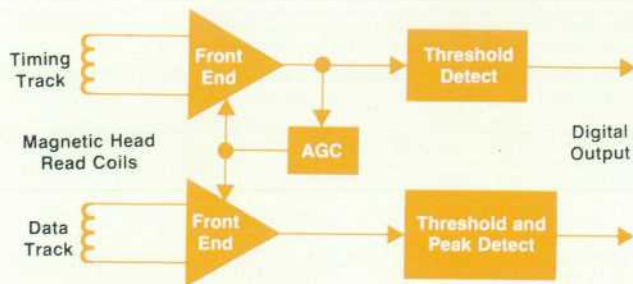 Timing
Track
Front
End
Threshold
Detect
Magnetic Head
Read Coils
AGC
Digital
Output
Data
Track
Front
End
Threshold and
Peak Detect